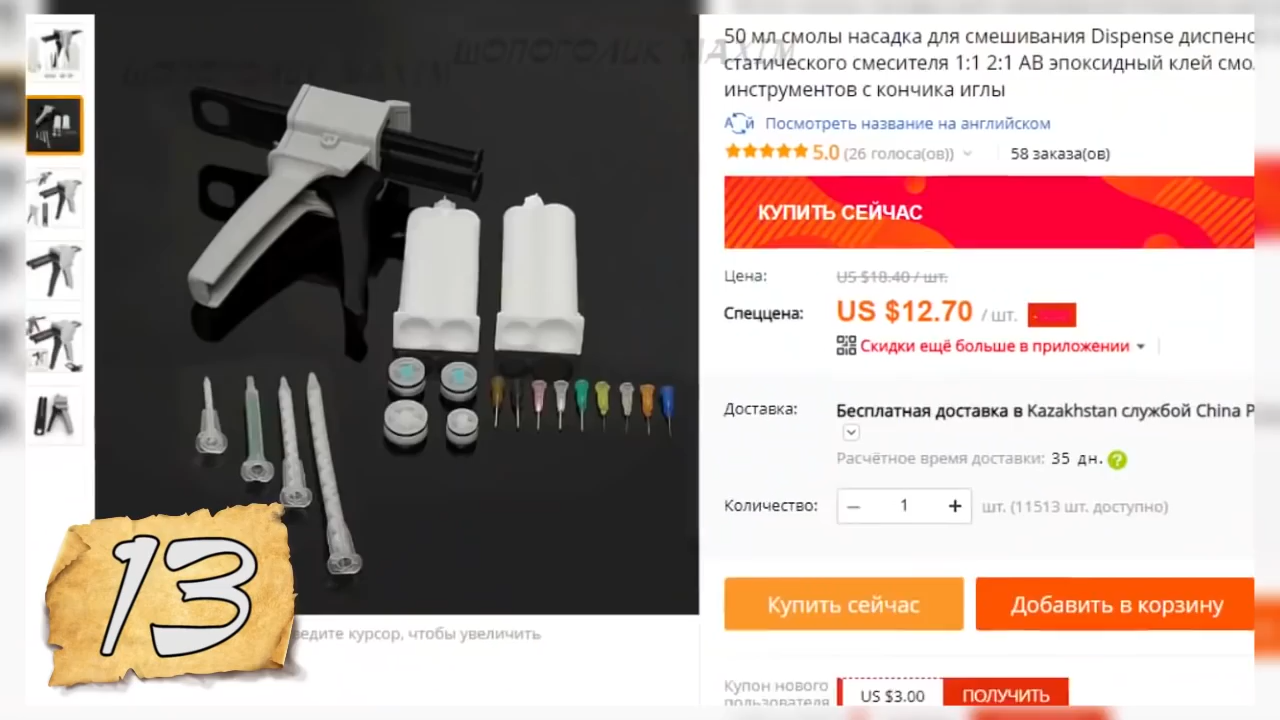 ШОПОГОЛИК MAXIM
50 мл смолы насадка для смешивания Dispense диспенс
статического смесителя 1:1 2:1 AB эпоксидный клей смо
инструментов с кончика иглы
Посмотреть название на английском
5.0 (26 голоса(ов)) 58 заказа(ов)
КУПИТЬ СЕЙЧАС
Цена: US $18.40 / шт.
Спеццена: US $12.70 / шт.
Скидки ещё больше в приложении
Доставка: Бесплатная доставка в Kazakhstan службой China P
Расчётное время доставки: 35 дн. ?
Количество: − 1 + шт. (11513 шт. доступно)
Купить сейчас Добавить в корзину
13
ведите курсор, чтобы увеличить
Купон нового US $3.00 ПОЛУЧИТЬ
пользователя